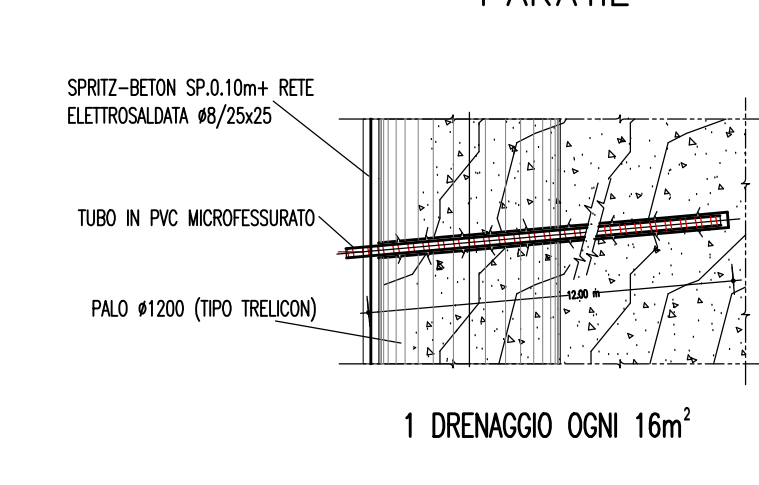 SPRITZ-BETON SP.0.10m+ RETE
ELETTROSALDATA ø8/25x25
TUBO IN PVC MICROFESSURATO
12.00 m
PALO ø1200 (TIPO TRELICON)
1 DRENAGGIO OGNI 16m²